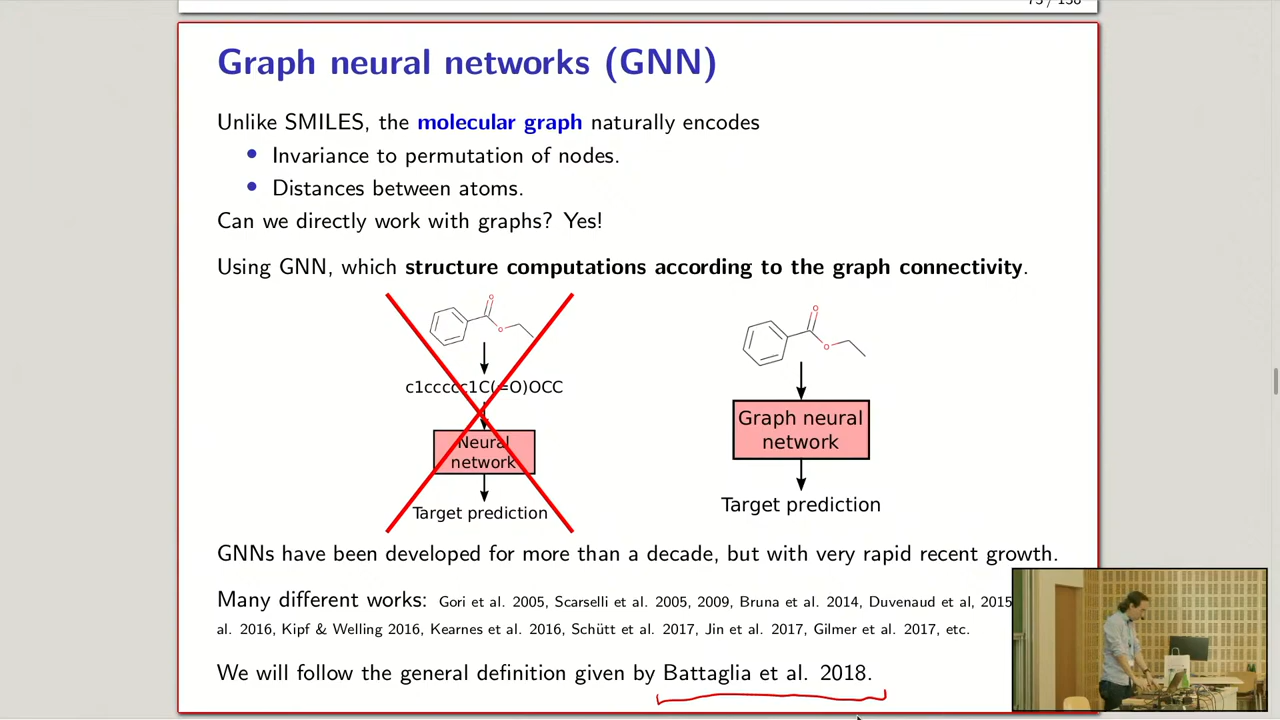 73 / 138
Graph neural networks (GNN)
Unlike SMILES, the molecular graph naturally encodes
• Invariance to permutation of nodes.
• Distances between atoms.
Can we directly work with graphs? Yes!
Using GNN, which structure computations according to the graph connectivity.
O
O
c1ccccc1C(=O)OCC
Neural
network
Target prediction
O
O
Graph neural
network
Target prediction
GNNs have been developed for more than a decade, but with very rapid recent growth.
Many different works: Gori et al. 2005, Scarselli et al. 2005, 2009, Bruna et al. 2014, Duvenaud et al, 2015
al. 2016, Kipf & Welling 2016, Kearnes et al. 2016, Schütt et al. 2017, Jin et al. 2017, Gilmer et al. 2017, etc.
We will follow the general definition given by Battaglia et al. 2018.